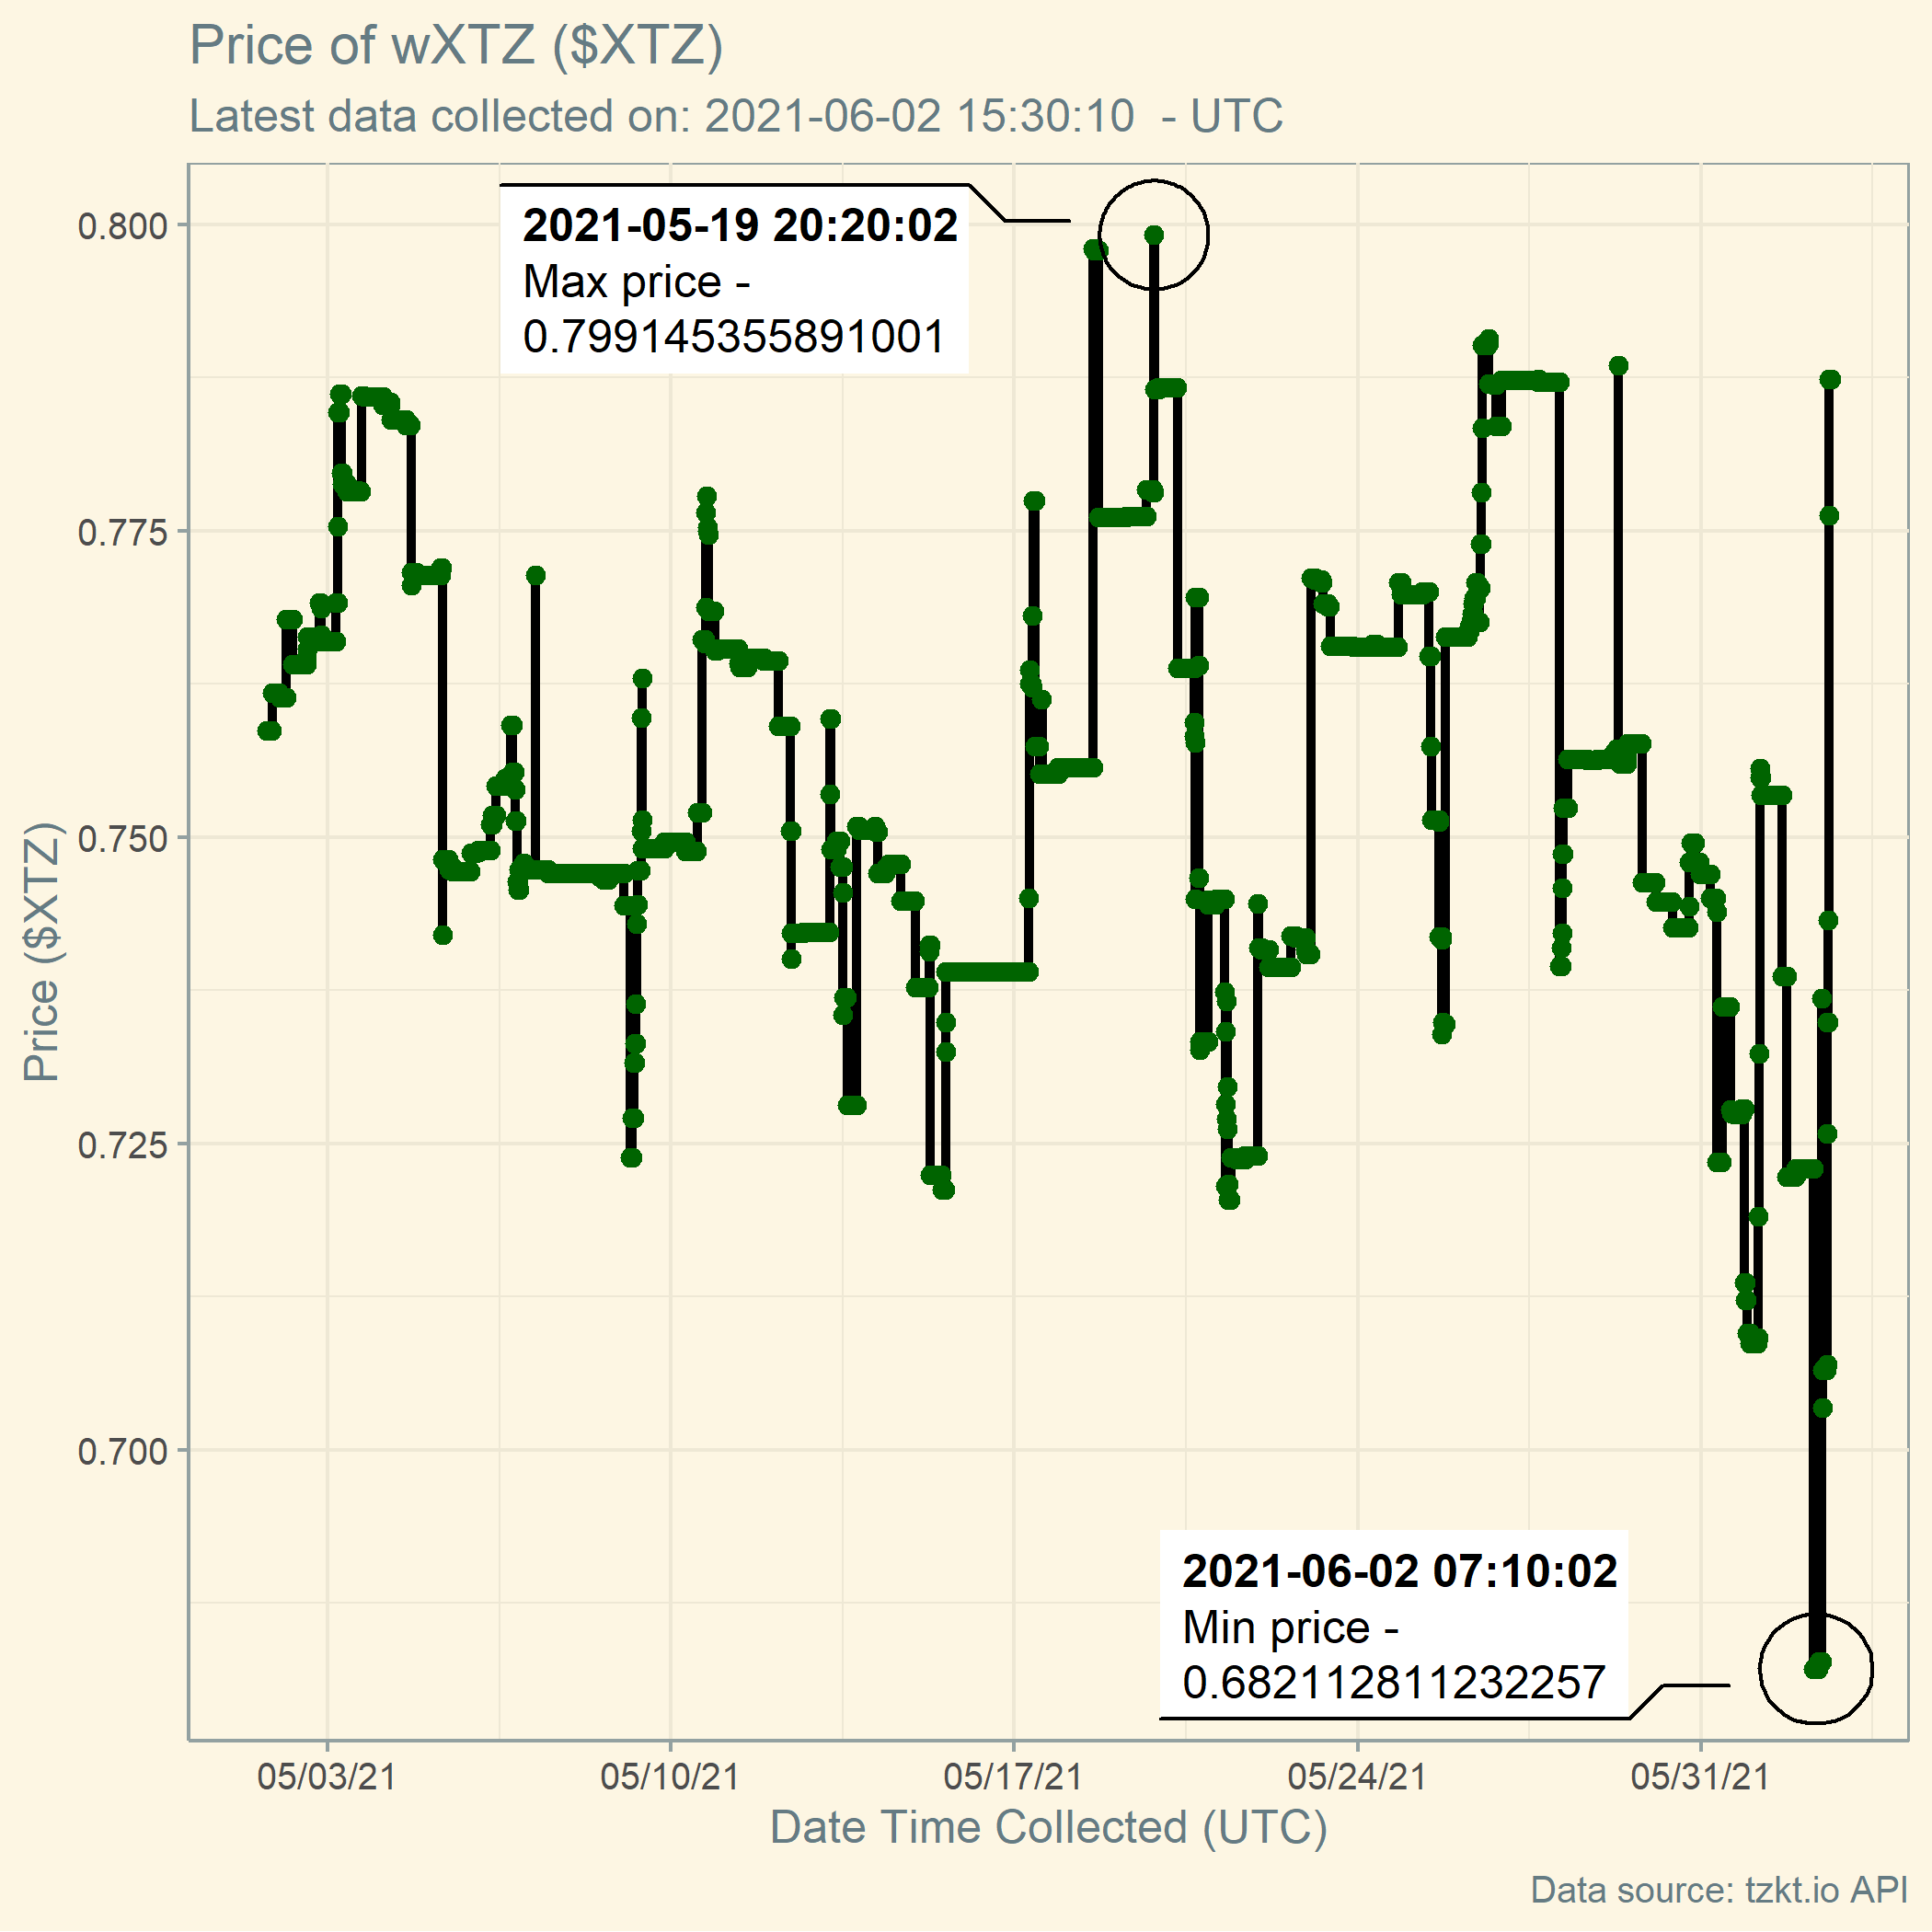 Price of wXTZ ($XTZ)
Latest data collected on: 2021-06-02 15:30:10  - UTC
2021-05-19 20:20:02
Max price -
0.799145355891001
0.800
0.775
0.750
0.725
0.700
Price ($XTZ)
2021-06-02 07:10:02
Min price -
0.682112811232257
05/03/21
05/10/21
05/17/21
05/24/21
05/31/21
Date Time Collected (UTC)
Data source: tzkt.io API